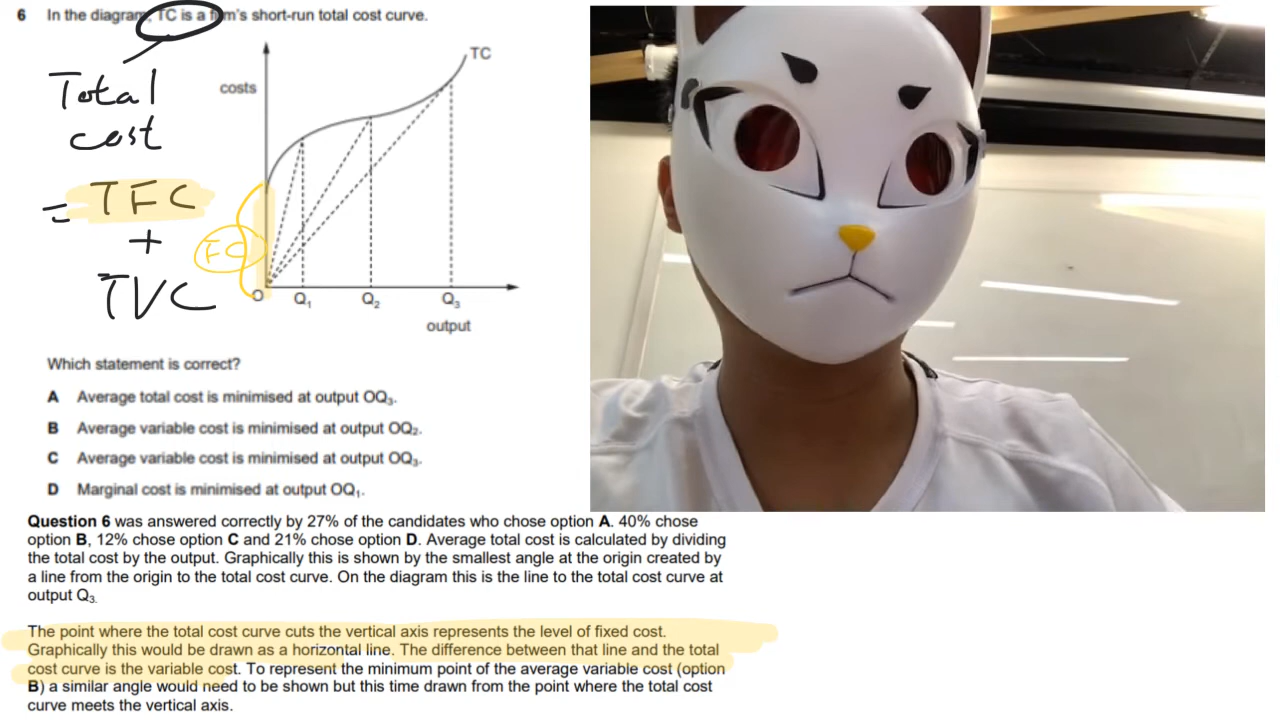 6 In the diagram, TC is a firm's short-run total cost curve.
Total
cost
= TFC
+
TVC
costs
TC
FC
O Q1 Q2 Q3
output
Which statement is correct?
A Average total cost is minimised at output OQ3.
B Average variable cost is minimised at output OQ2.
C Average variable cost is minimised at output OQ3.
D Marginal cost is minimised at output OQ1.
Question 6 was answered correctly by 27% of the candidates who chose option A. 40% chose
option B, 12% chose option C and 21% chose option D. Average total cost is calculated by dividing
the total cost by the output. Graphically this is shown by the smallest angle at the origin created by
a line from the origin to the total cost curve. On the diagram this is the line to the total cost curve at
output Q3.
The point where the total cost curve cuts the vertical axis represents the level of fixed cost.
Graphically this would be drawn as a horizontal line. The difference between that line and the total
cost curve is the variable cost. To represent the minimum point of the average variable cost (option
B) a similar angle would need to be shown but this time drawn from the point where the total cost
curve meets the vertical axis.